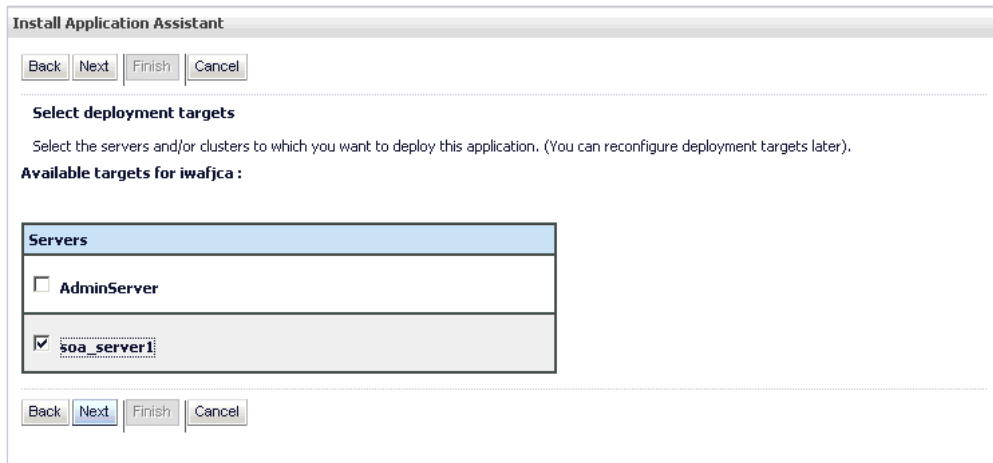 Install Application Assistant
Back Next Finish Cancel
Select deployment targets
Select the servers and/or clusters to which you want to deploy this application. (You can reconfigure deployment targets later).
Available targets for iwafjca :
Servers
AdminServer
soa_server1
Back Next Finish Cancel